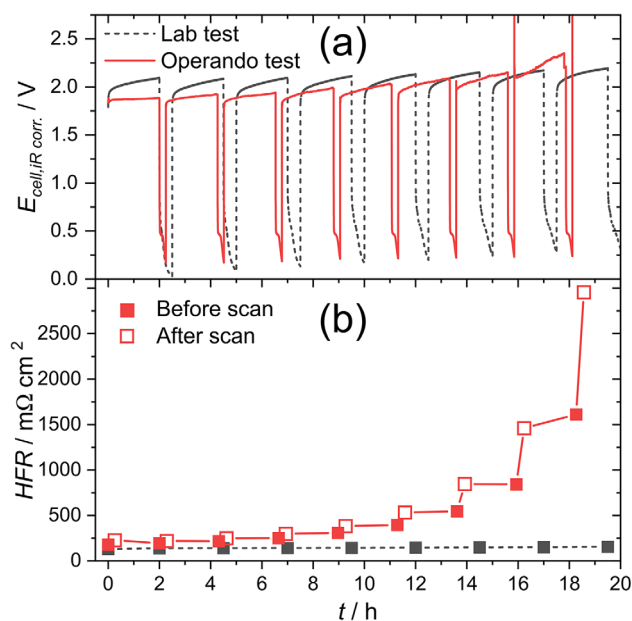 Lab test
Operando test
(a)
2.5
2.0
1.5
1.0
0.5
0.0
E_cell,iR corr. / V
Before scan
After scan
(b)
2500
2000
1500
1000
500
0
HFR / mΩ cm²
0 2 4 6 8 10 12 14 16 18 20
t / h